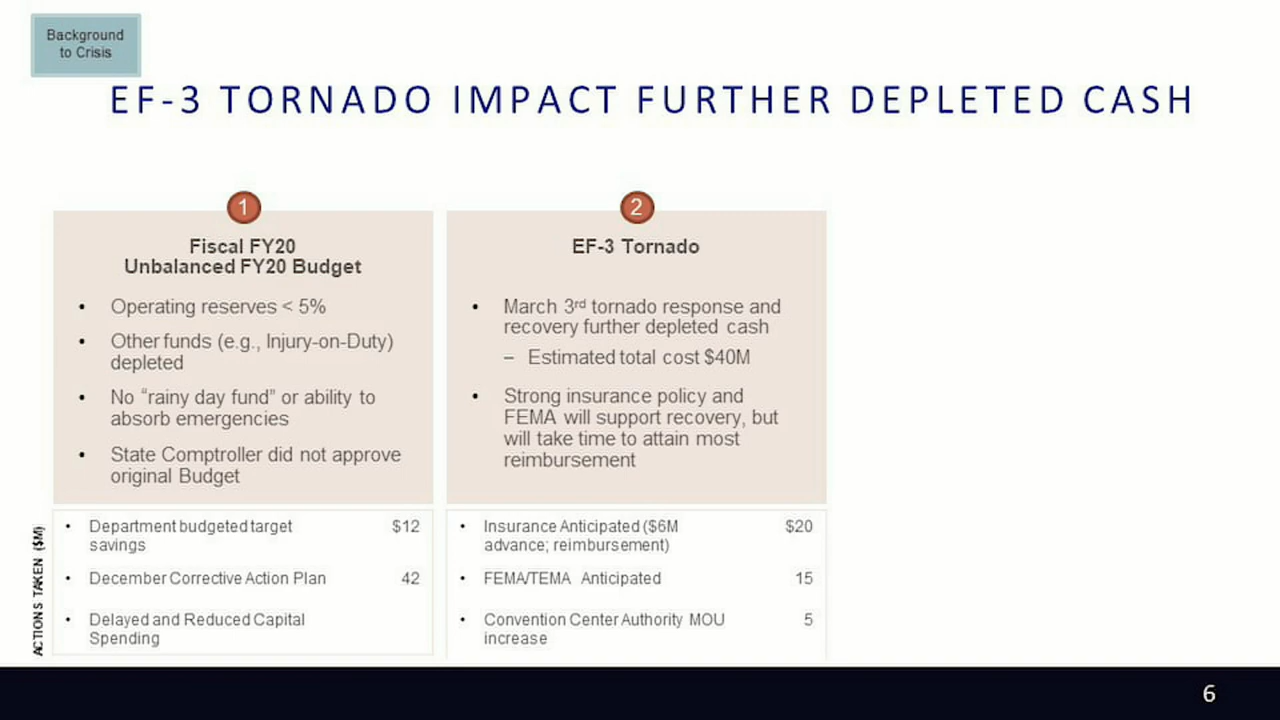 Background
to Crisis
EF-3 TORNADO IMPACT FURTHER DEPLETED CASH
1
Fiscal FY20
Unbalanced FY20 Budget
• Operating reserves < 5%
• Other funds (e.g., Injury-on-Duty)
depleted
• No “rainy day fund” or ability to
absorb emergencies
• State Comptroller did not approve
original Budget
2
EF-3 Tornado
• March 3rd tornado response and
recovery further depleted cash
– Estimated total cost $40M
• Strong insurance policy and
FEMA will support recovery, but
will take time to attain most
reimbursement
ACTIONS TAKEN ($M)
• Department budgeted target $12
savings
• December Corrective Action Plan 42
• Delayed and Reduced Capital
Spending
• Insurance Anticipated ($6M $20
advance; reimbursement)
• FEMA/TEMA Anticipated 15
• Convention Center Authority MOU 5
increase
6